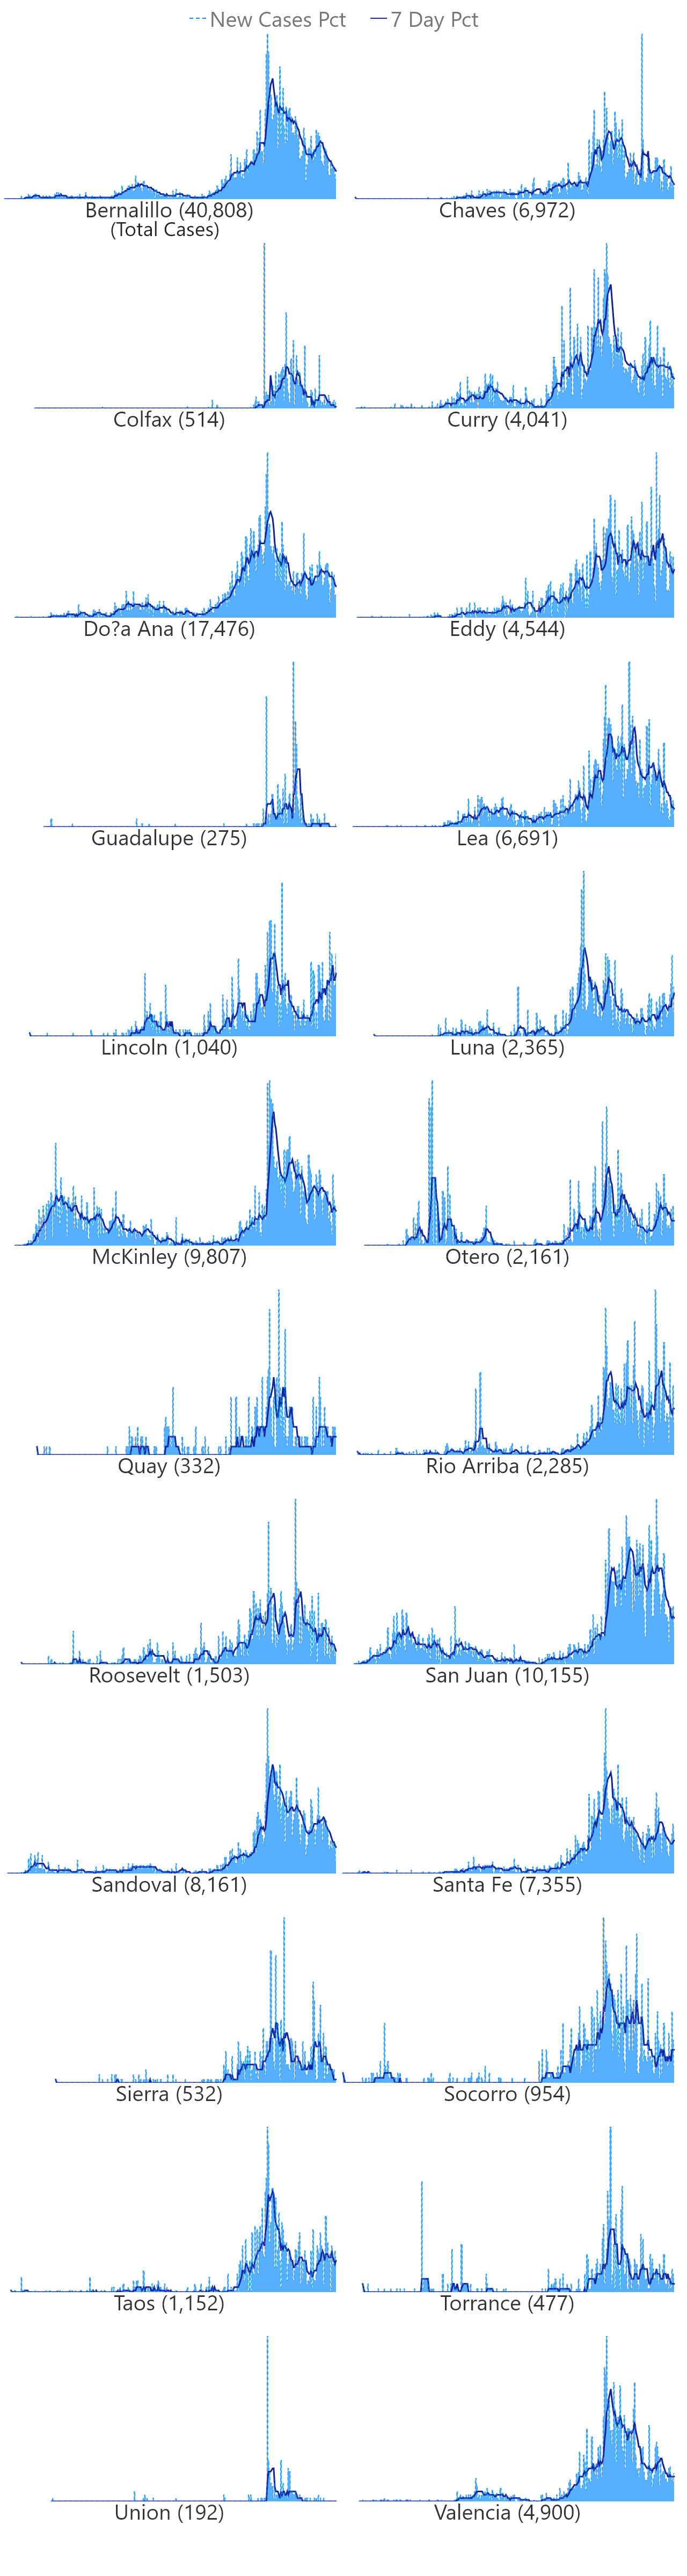 New Cases Pct 7 Day Pct
Bernalillo (40,808) Chaves (6,972)
(Total Cases)
Colfax (514) Curry (4,041)
Do?a Ana (17,476) Eddy (4,544)
Guadalupe (275) Lea (6,691)
Lincoln (1,040) Luna (2,365)
McKinley (9,807) Otero (2,161)
Quay (332) Rio Arriba (2,285)
Roosevelt (1,503) San Juan (10,155)
Sandoval (8,161) Santa Fe (7,355)
Sierra (532) Socorro (954)
Taos (1,152) Torrance (477)
Union (192) Valencia (4,900)